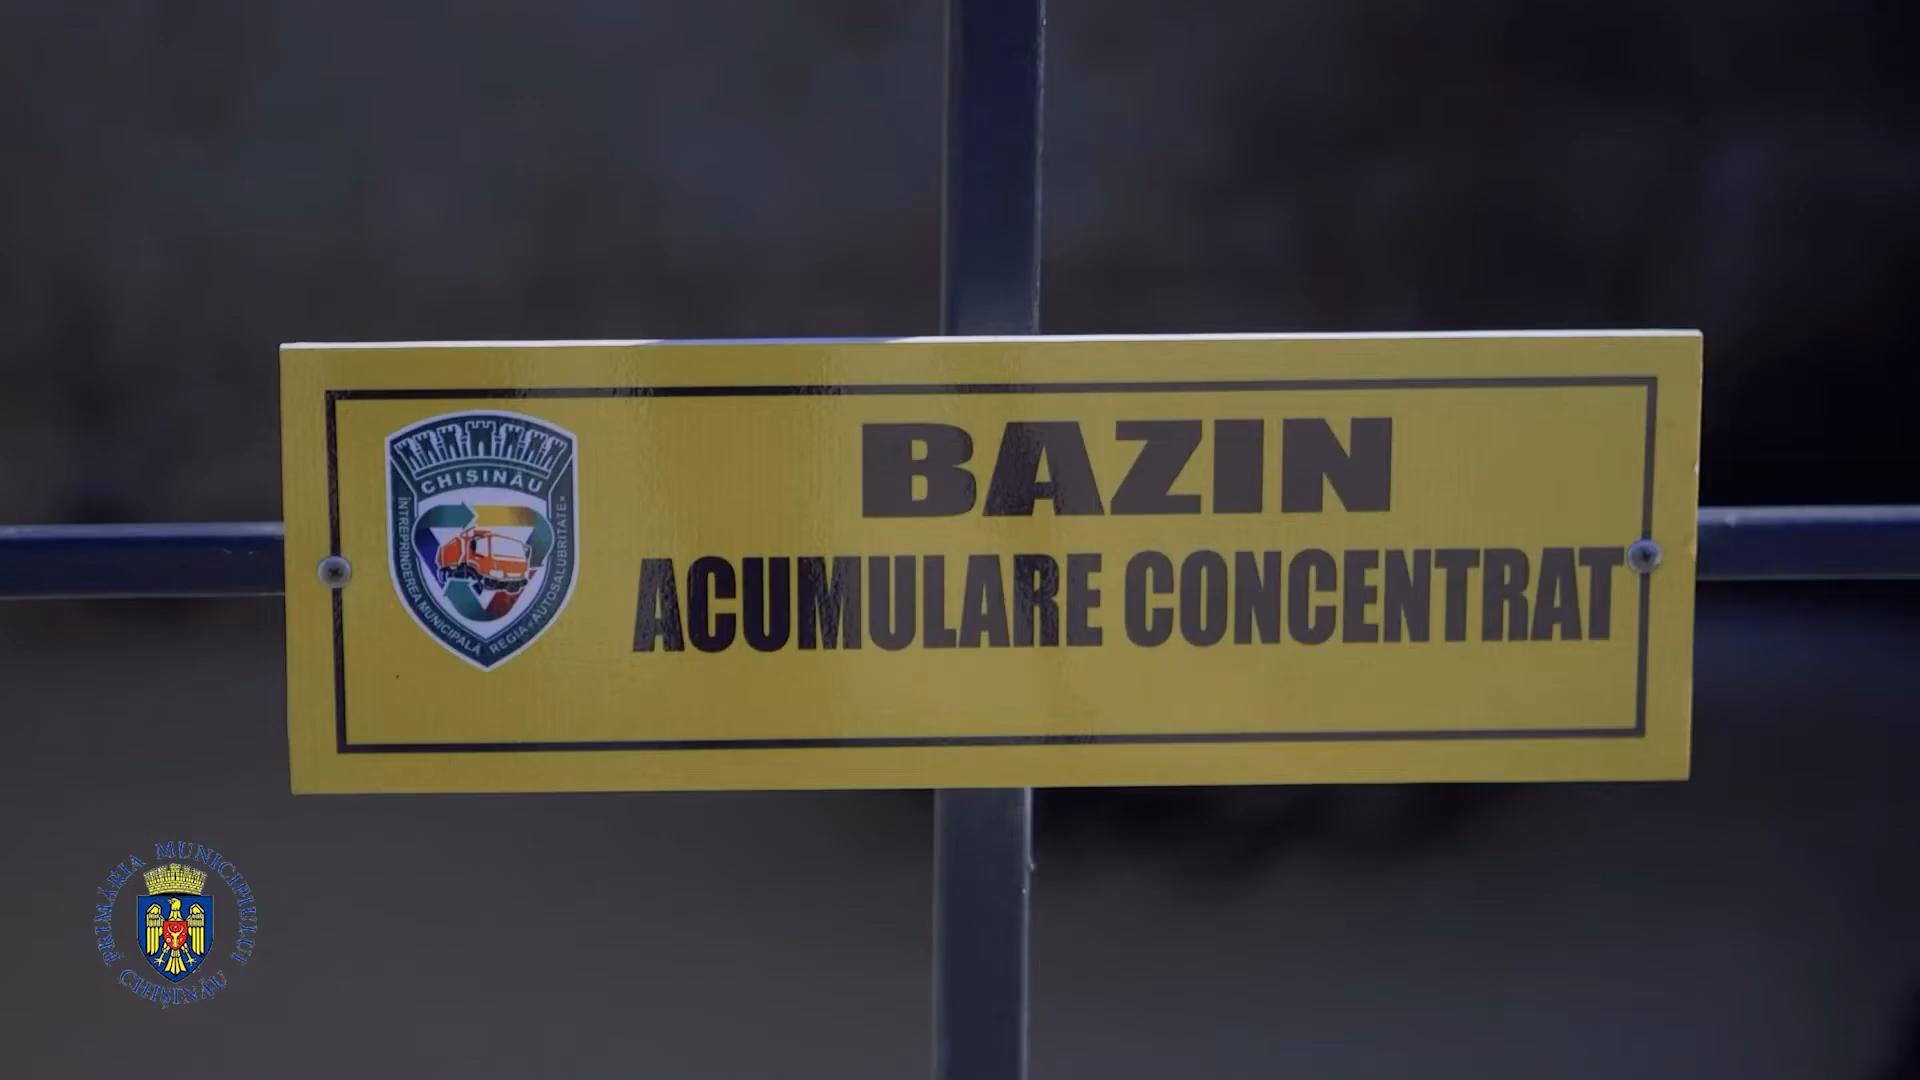 BAZIN
ACUMULARE CONCENTRAT
CHIȘINĂU
ÎNTREPRINDEREA MUNICIPALĂ REGIA «AUTOSALUBRITATE»
PRIMĂRIA MUNICIPIULUI
CHIȘINĂU